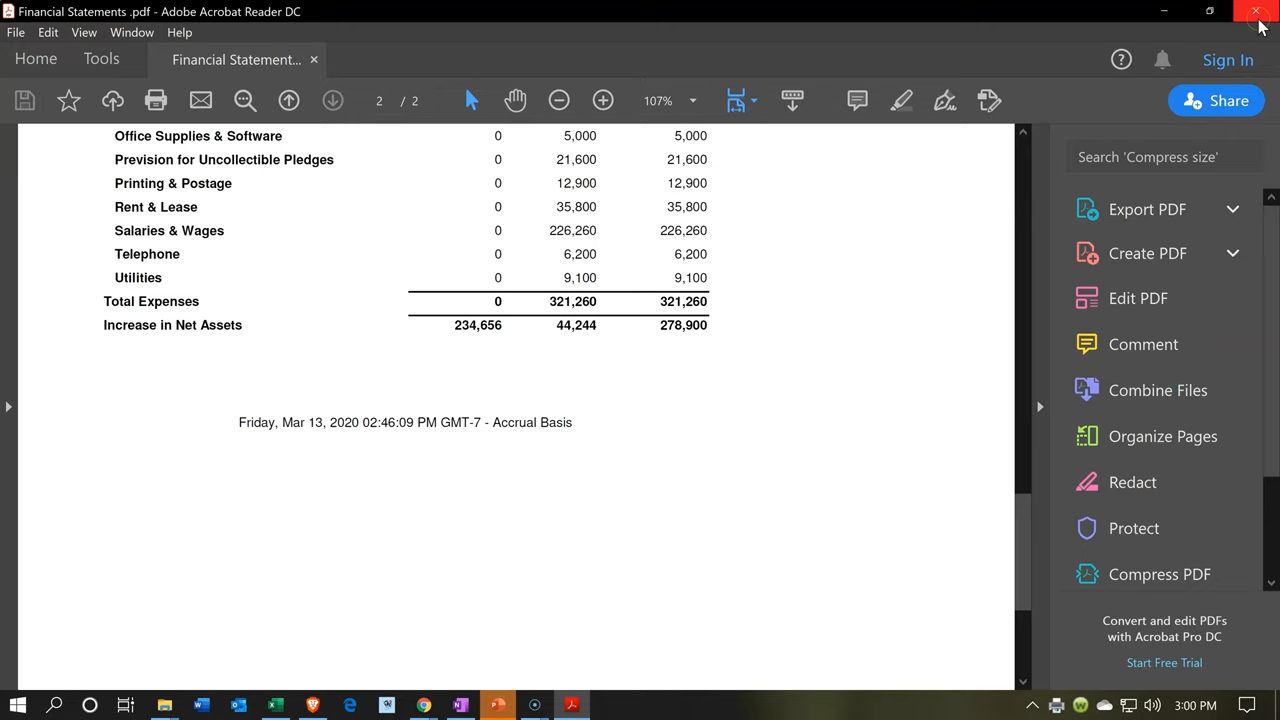 Financial Statements .pdf - Adobe Acrobat Reader DC
File Edit View Window Help
Home Tools Financial Statement... × Sign In
2 / 2 107% Share
Office Supplies & Software 0 5,000 5,000
Prevision for Uncollectible Pledges 0 21,600 21,600
Printing & Postage 0 12,900 12,900
Rent & Lease 0 35,800 35,800
Salaries & Wages 0 226,260 226,260
Telephone 0 6,200 6,200
Utilities 0 9,100 9,100
Total Expenses 0 321,260 321,260
Increase in Net Assets 234,656 44,244 278,900
Friday, Mar 13, 2020 02:46:09 PM GMT-7 - Accrual Basis
Search 'Compress size'
Export PDF
Create PDF
Edit PDF
Comment
Combine Files
Organize Pages
Redact
Protect
Compress PDF
Convert and edit PDFs
with Acrobat Pro DC
Start Free Trial
3:00 PM